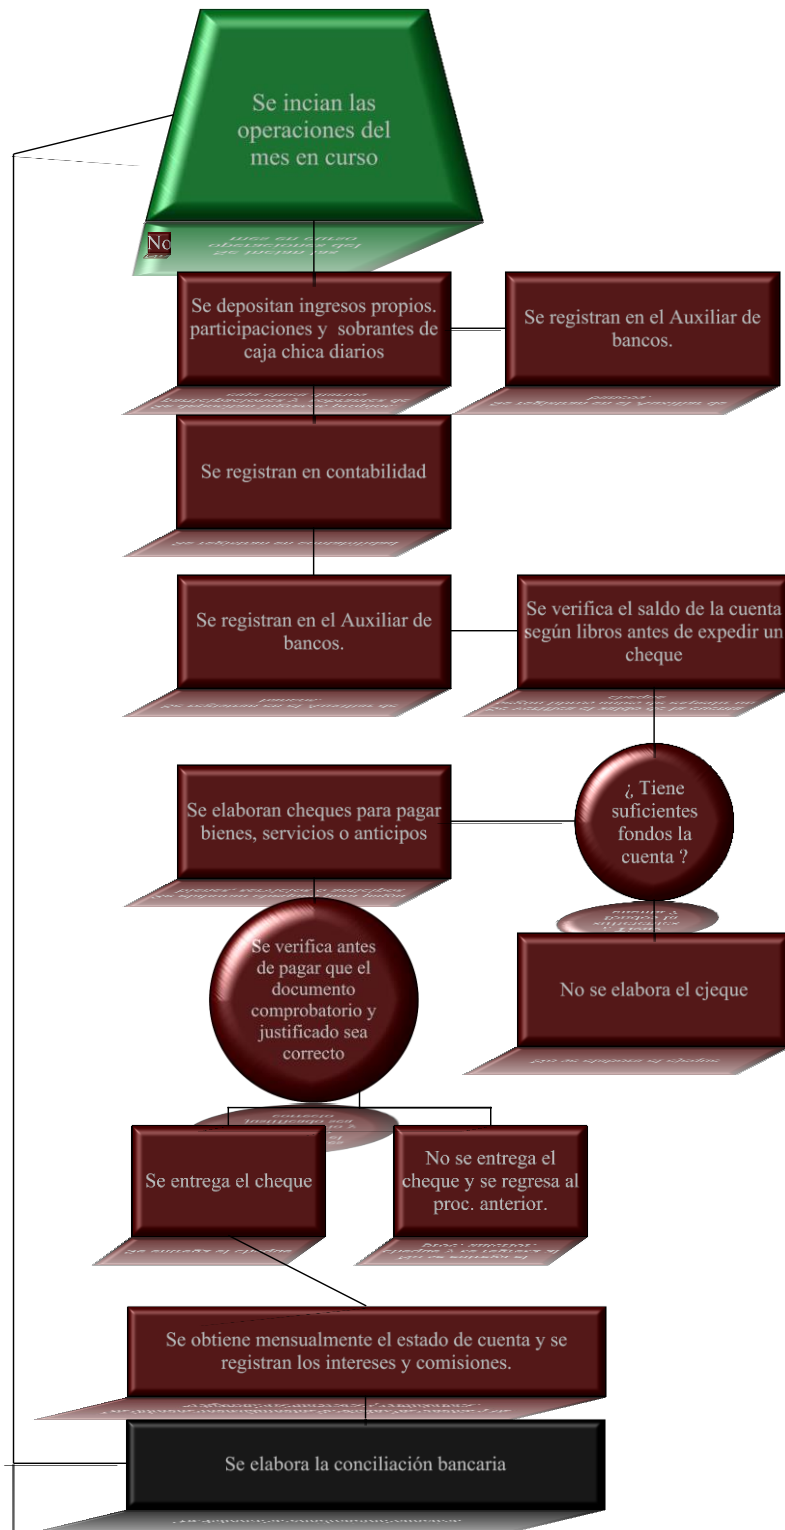 Se incian las
operaciones del
mes en curso
No
Se depositan ingresos propios.
participaciones y sobrantes de
caja chica diarios
Se registran en el Auxiliar de
bancos.
Se registran en contabilidad
Se registran en el Auxiliar de
bancos.
Se verifica el saldo de la cuenta
según libros antes de expedir un
cheque
Se elaboran cheques para pagar
bienes, servicios o anticipos
¿ Tiene
suficientes
fondos la
cuenta ?
Se verifica antes
de pagar que el
documento
comprobatorio y
justificado sea
correcto
No se elabora el cjeque
Se entrega el cheque
No se entrega el
cheque y se regresa al
proc. anterior.
Se obtiene mensualmente el estado de cuenta y se
registran los intereses y comisiones.
Se elabora la conciliación bancaria